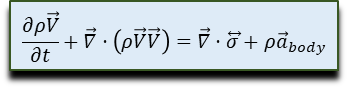 ∂ρV⃗/∂t + ∇⃗ · (ρV⃗V⃗) = ∇⃗ · σ⃡ + ρa⃗_body